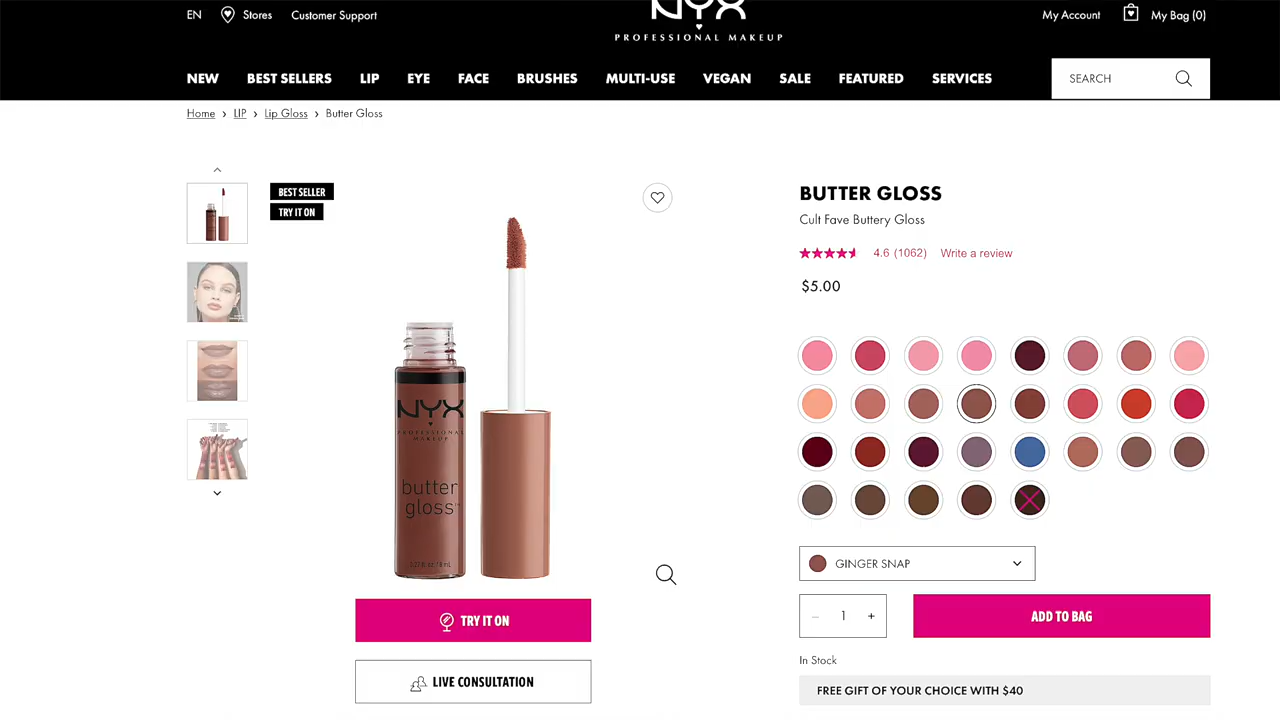 EN Stores Customer Support
NYX
PROFESSIONAL MAKEUP
My Account My Bag (0)
NEW BEST SELLERS LIP EYE FACE BRUSHES MULTI-USE VEGAN SALE FEATURED SERVICES SEARCH
Home › LIP › Lip Gloss › Butter Gloss
BEST SELLER
TRY IT ON
NYX
PROFESSIONAL
MAKEUP
butter
gloss™
TRY IT ON
LIVE CONSULTATION
BUTTER GLOSS
Cult Fave Buttery Gloss
4.6 (1062) Write a review
$5.00
GINGER SNAP
– 1 +
ADD TO BAG
In Stock
FREE GIFT OF YOUR CHOICE WITH $40